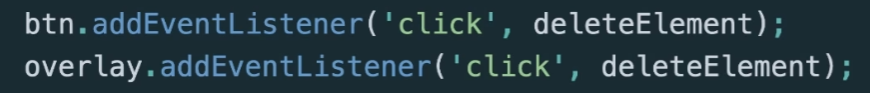 btn.addEventListener('click', deleteElement);
overlay.addEventListener('click', deleteElement);